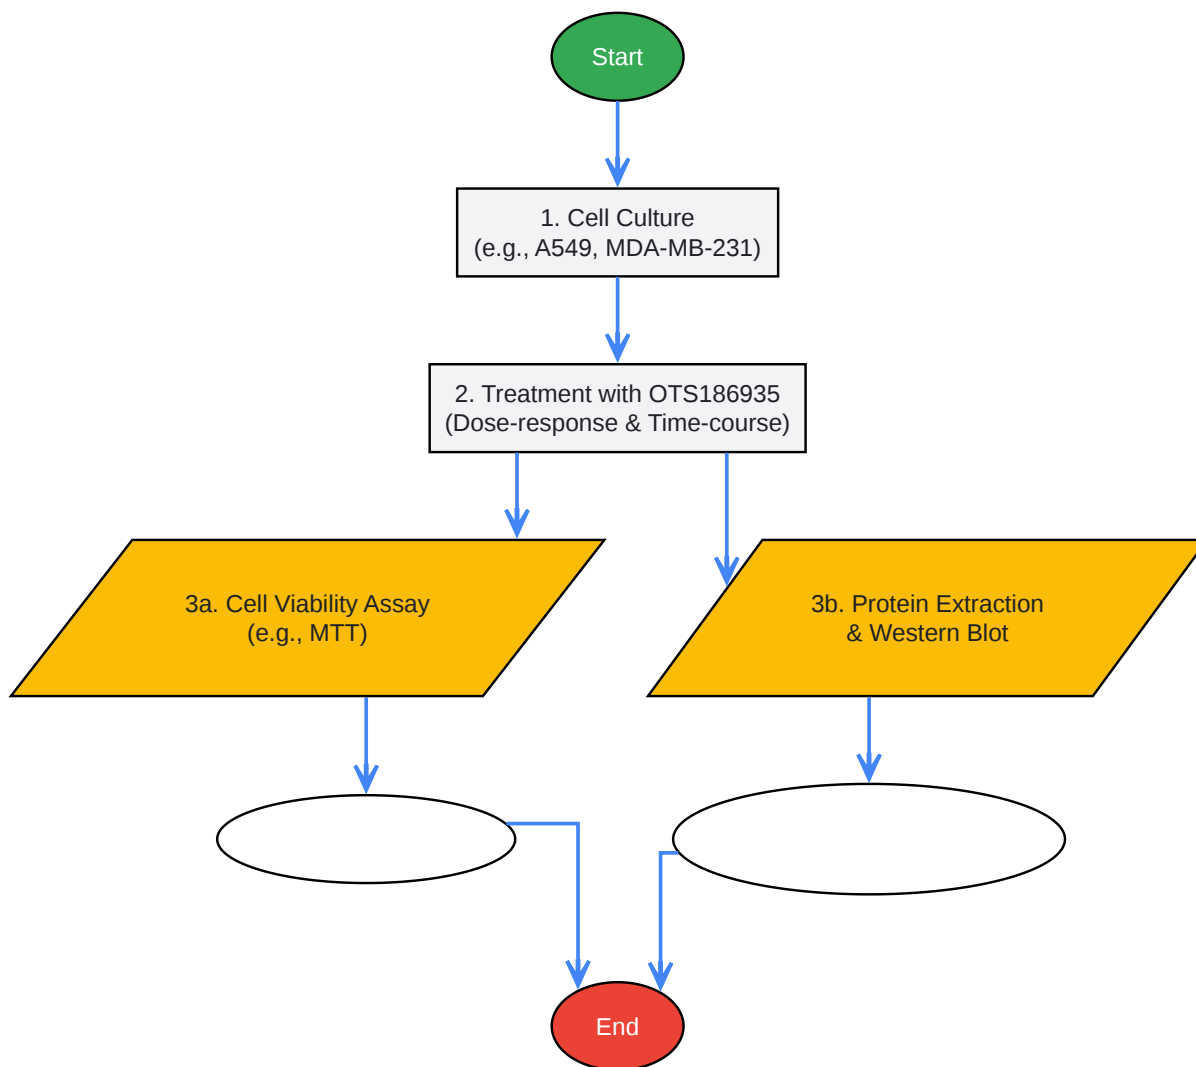 Start
1. Cell Culture
(e.g., A549, MDA-MB-231)
2. Treatment with OTS186935
(Dose-response & Time-course)
3a. Cell Viability Assay
(e.g., MTT)
3b. Protein Extraction
& Western Blot
End